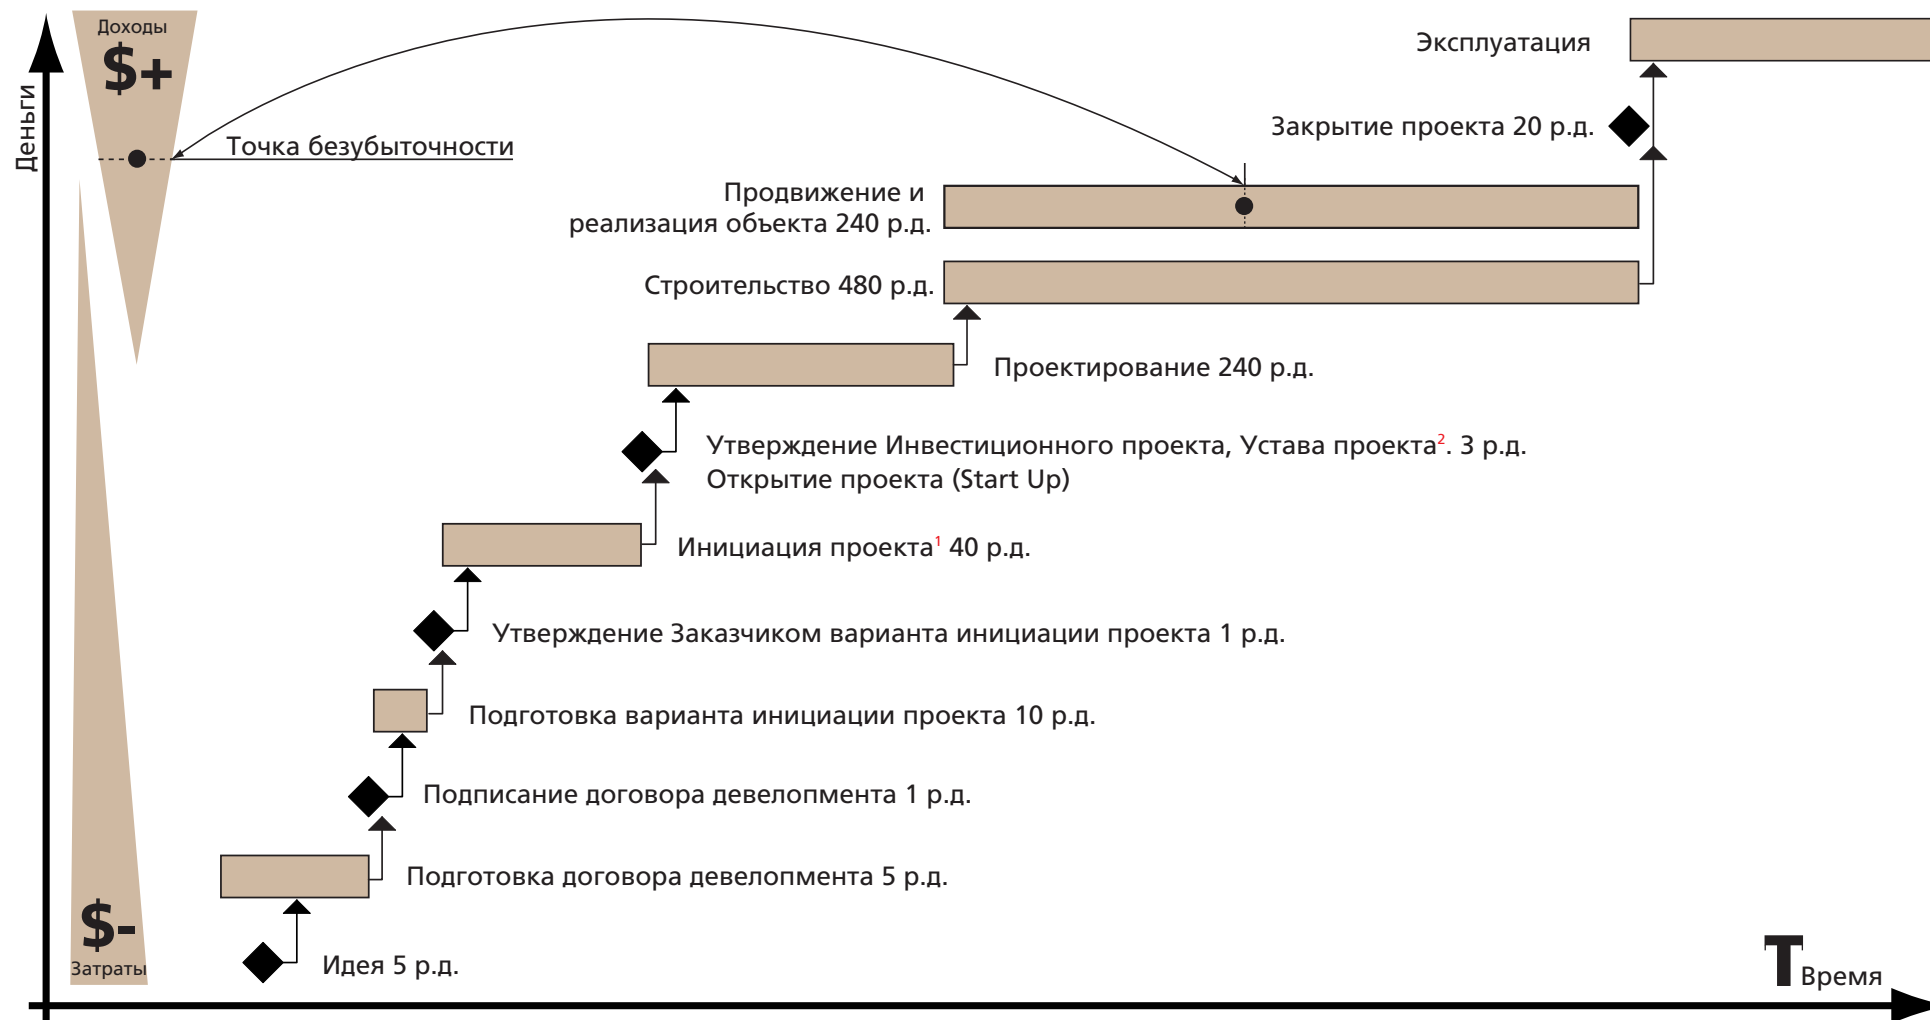 Доходы
$+
Деньги
Точка безубыточности
Эксплуатация
Закрытие проекта 20 р.д.
Продвижение и
реализация объекта 240 р.д.
Строительство 480 р.д.
Проектирование 240 р.д.
Утверждение Инвестиционного проекта, Устава проекта². 3 р.д.
Открытие проекта (Start Up)
Инициация проекта¹ 40 р.д.
Утверждение Заказчиком варианта инициации проекта 1 р.д.
Подготовка варианта инициации проекта 10 р.д.
Подписание договора девелопмента 1 р.д.
Подготовка договора девелопмента 5 р.д.
$-
Затраты
Идея 5 р.д.
T Время